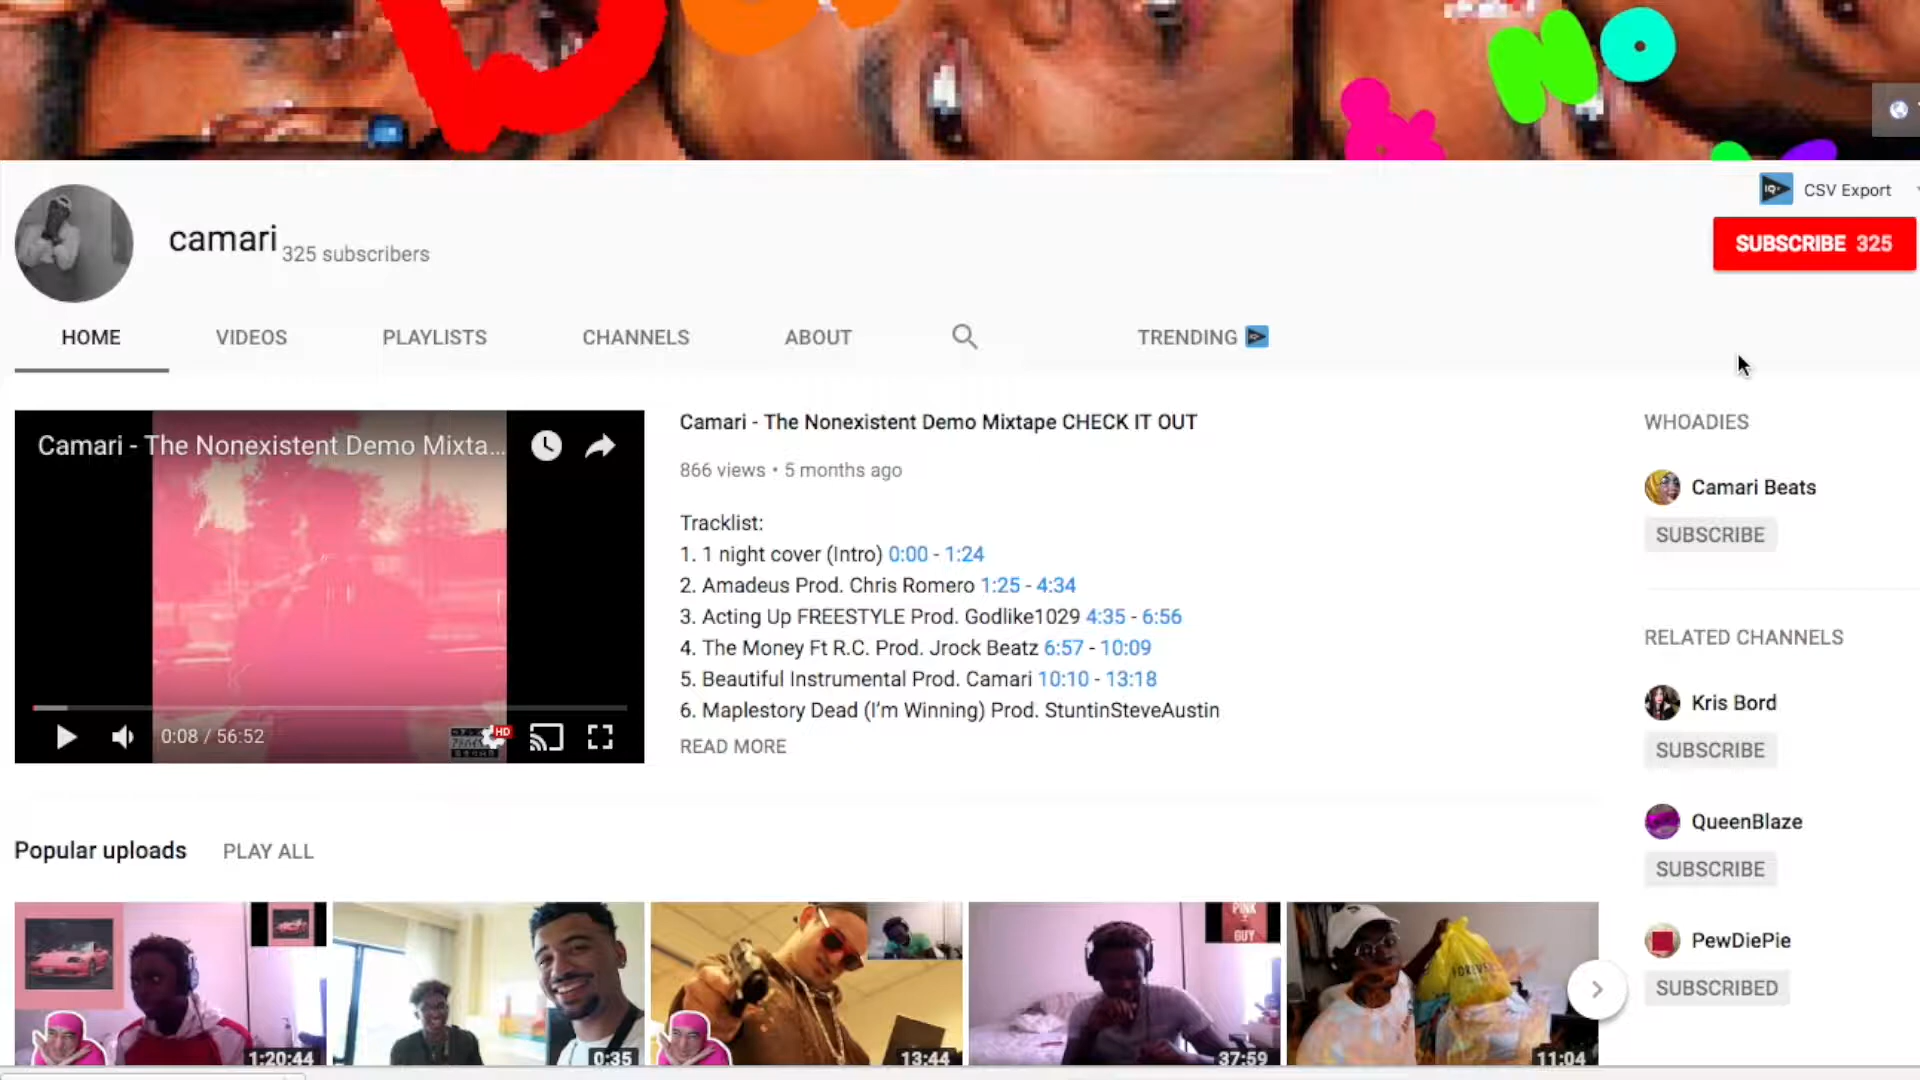 NO
CSV Export
camari 325 subscribers
SUBSCRIBE 325
HOME VIDEOS PLAYLISTS CHANNELS ABOUT TRENDING
Camari - The Nonexistent Demo Mixta...
0:08 / 56:52
HD
Camari - The Nonexistent Demo Mixtape CHECK IT OUT
866 views • 5 months ago
Tracklist:
1. 1 night cover (Intro) 0:00 - 1:24
2. Amadeus Prod. Chris Romero 1:25 - 4:34
3. Acting Up FREESTYLE Prod. Godlike1029 4:35 - 6:56
4. The Money Ft R.C. Prod. Jrock Beatz 6:57 - 10:09
5. Beautiful Instrumental Prod. Camari 10:10 - 13:18
6. Maplestory Dead (I'm Winning) Prod. StuntinSteveAustin
READ MORE
WHOADIES
Camari Beats
SUBSCRIBE
RELATED CHANNELS
Kris Bord
SUBSCRIBE
QueenBlaze
SUBSCRIBE
PewDiePie
SUBSCRIBED
Popular uploads PLAY ALL
1:20:44
0:35
13:44
PINK
GUY
37:59
11:04